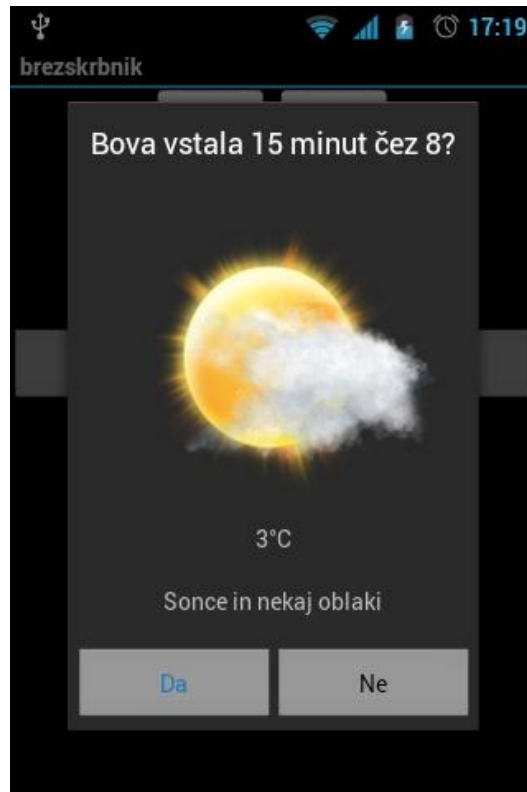 17:19
brezskrbnik
Bova vstala 15 minut čez 8?
3°C
Sonce in nekaj oblaki
Da
Ne